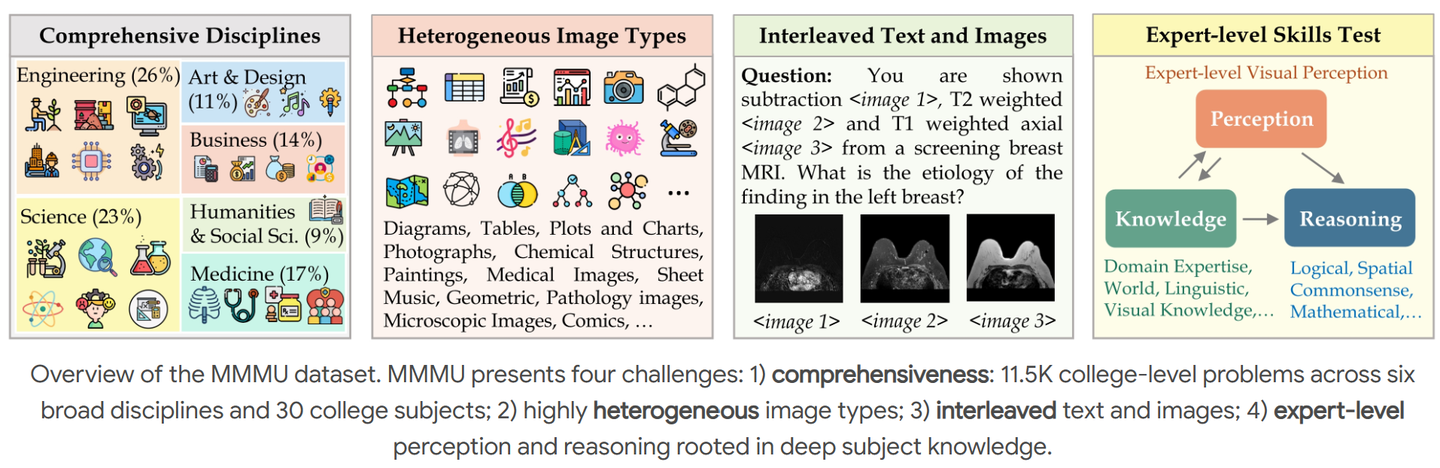 Comprehensive Disciplines
Engineering (26%)
Art & Design
(11%)
Business (14%)
Science (23%)
Humanities
& Social Sci. (9%)
Medicine (17%)
Heterogeneous Image Types
Diagrams, Tables, Plots and Charts,
Photographs, Chemical Structures,
Paintings, Medical Images, Sheet
Music, Geometric, Pathology images,
Microscopic Images, Comics, …
Interleaved Text and Images
Question: You are shown
subtraction <image 1>, T2 weighted
<image 2> and T1 weighted axial
<image 3> from a screening breast
MRI. What is the etiology of the
finding in the left breast?
<image 1> <image 2> <image 3>
Expert-level Skills Test
Expert-level Visual Perception
Perception
Knowledge
Reasoning
Domain Expertise,
World, Linguistic,
Visual Knowledge,…
Logical, Spatial
Commonsense,
Mathematical,…
Overview of the MMMU dataset. MMMU presents four challenges: 1) comprehensiveness: 11.5K college-level problems across six
broad disciplines and 30 college subjects; 2) highly heterogeneous image types; 3) interleaved text and images; 4) expert-level
perception and reasoning rooted in deep subject knowledge.